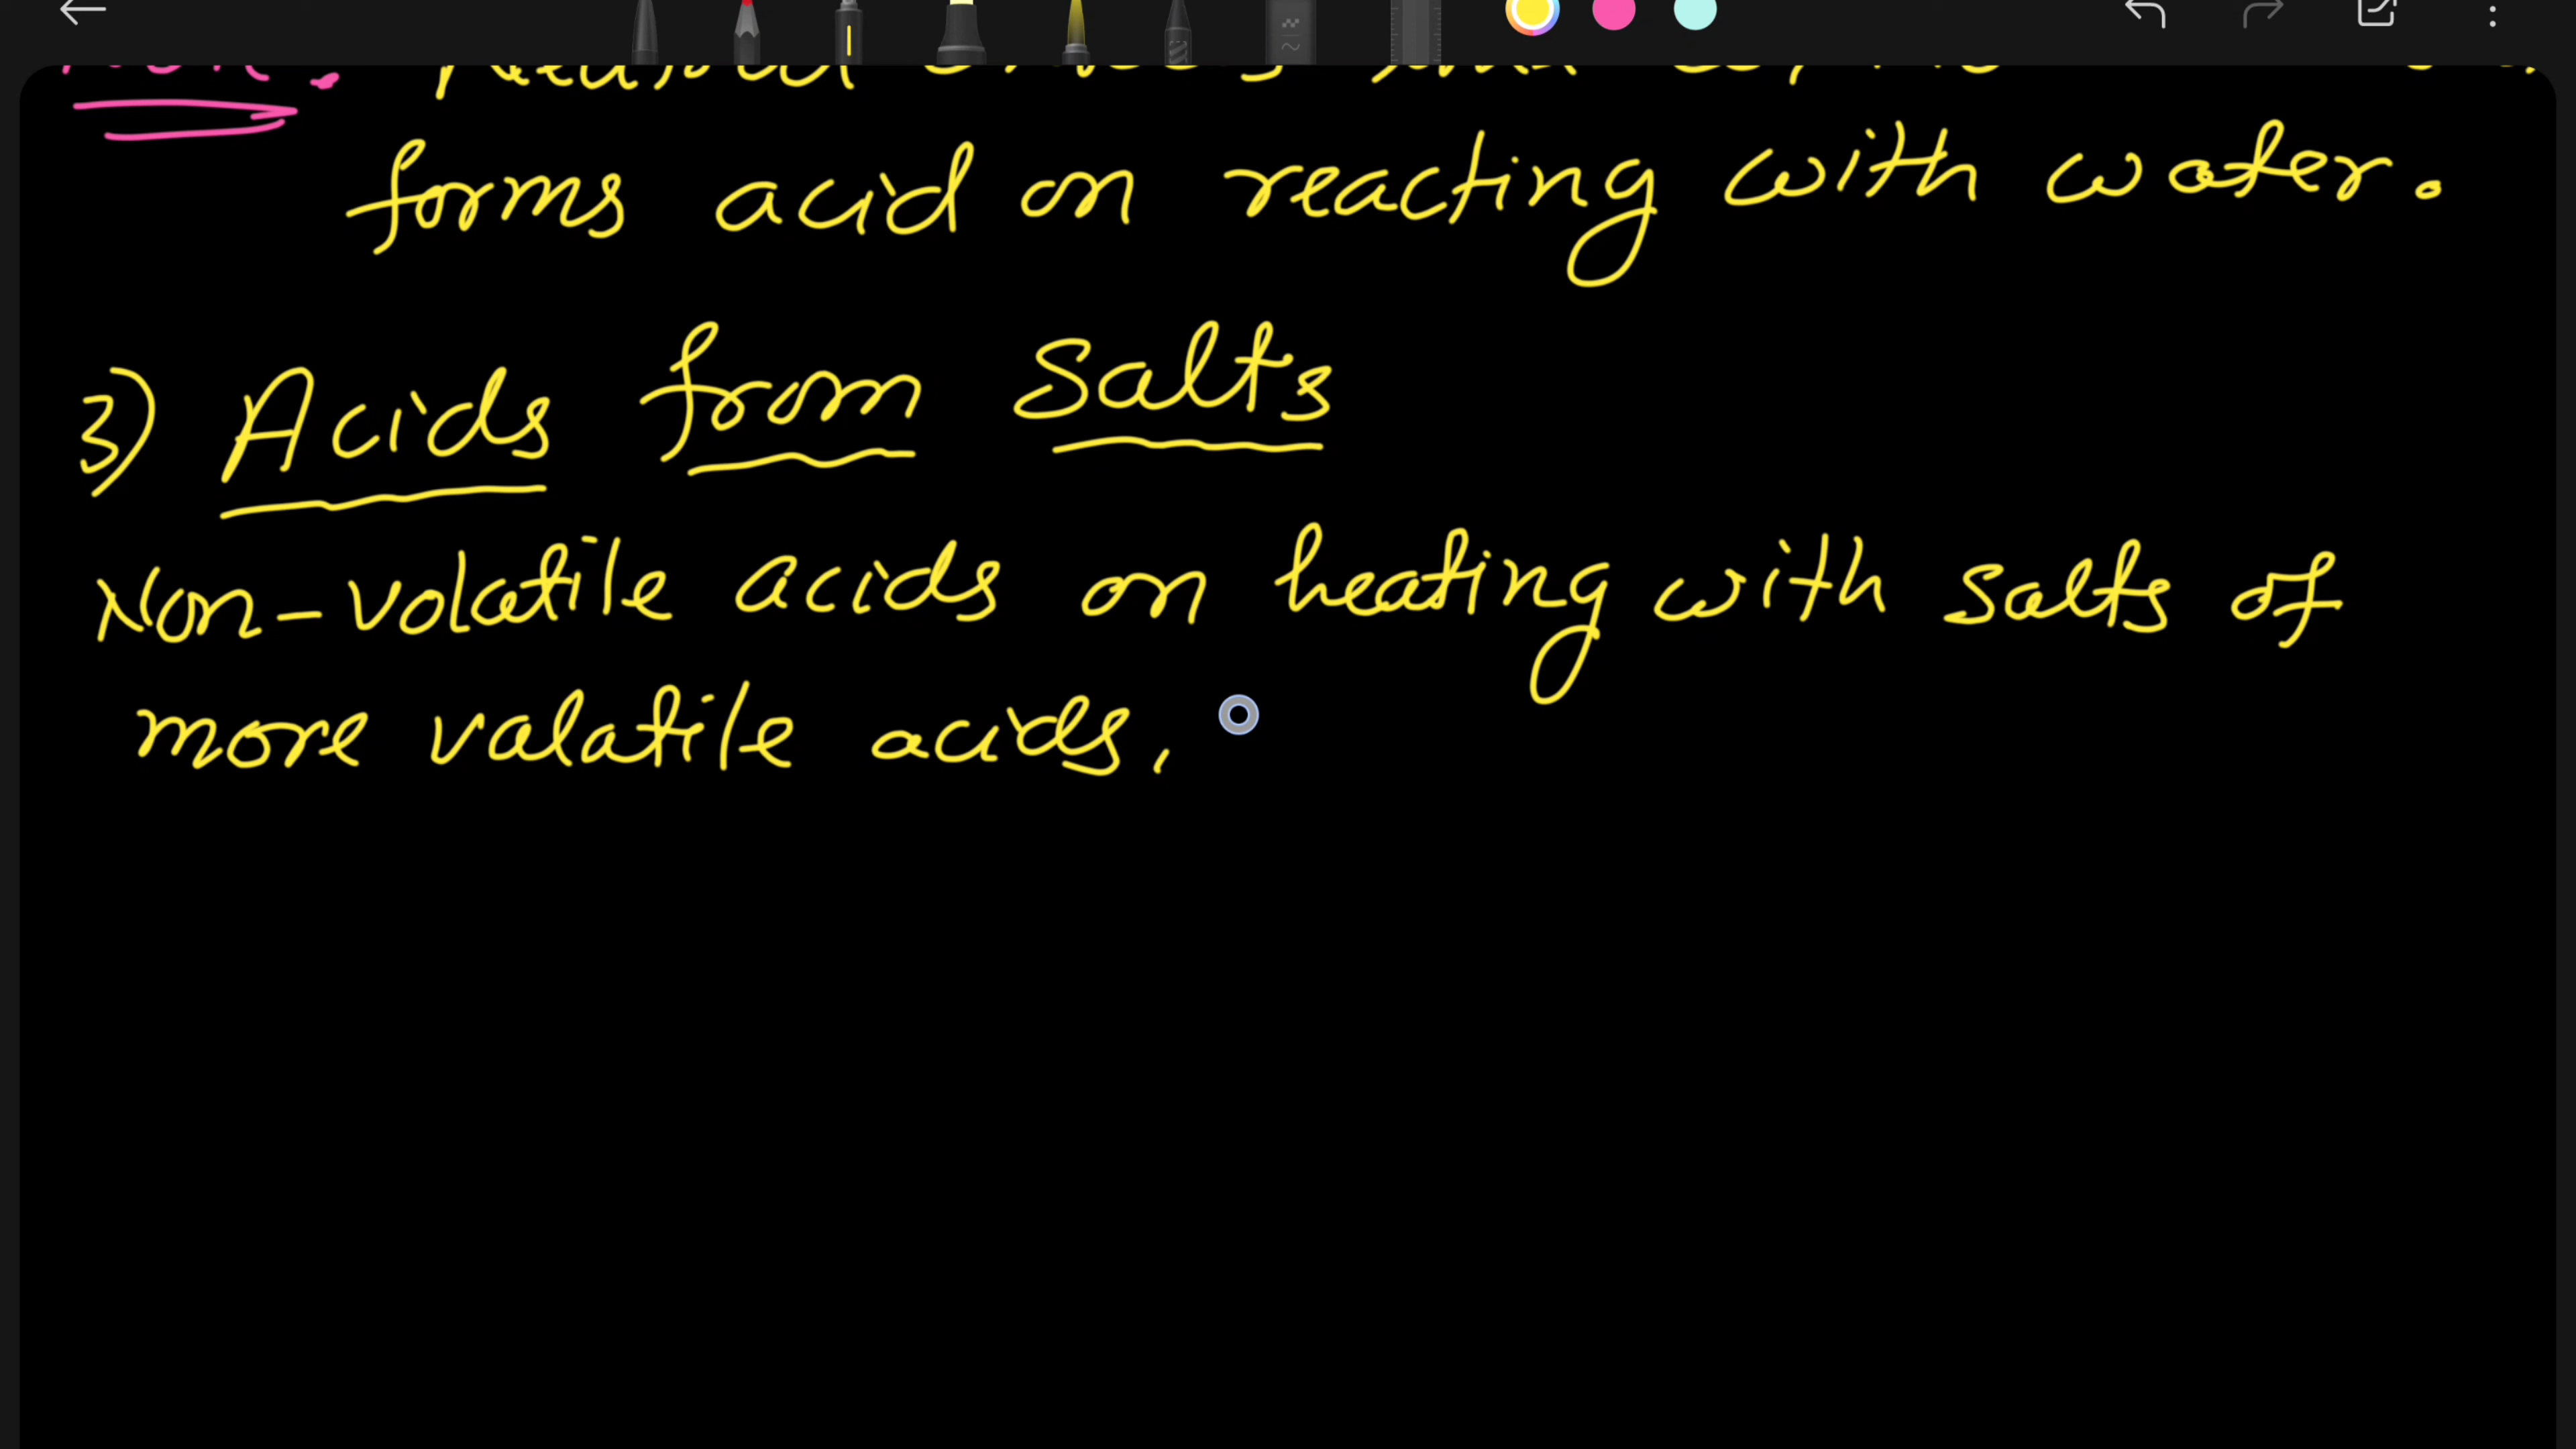 Neutral
forms acid on reacting with water.
3) Acids from Salts
Non-volatile acids on heating with salts of
more valatile acids,